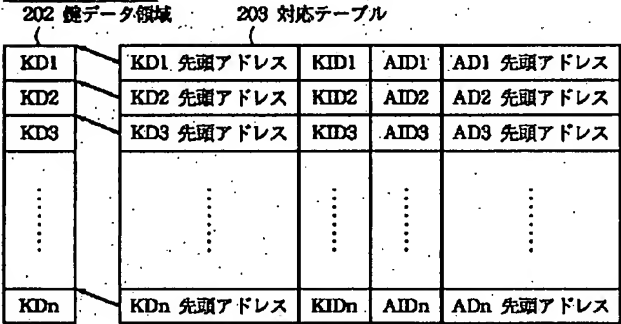 202 鍵データ領域 203 対応テーブル
KD1 KD1 先頭アドレス KID1 AID1 AD1 先頭アドレス
KD2 KD2 先頭アドレス KID2 AID2 AD2 先頭アドレス
KD3 KD3 先頭アドレス KID3 AID3 AD3 先頭アドレス
KDn KDn 先頭アドレス KIDn AIDn ADn 先頭アドレス